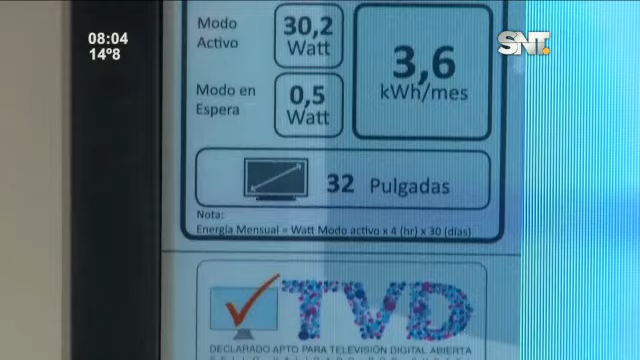 08:04
14°8
SNT.
Modo
Activo
30,2
Watt
3,6
kWh/mes
Modo en
Espera
0,5
Watt
32 Pulgadas
Nota:
Energía Mensual = Watt Modo activo x 4 (hr) x 30 (días)
TVD
DECLARADO APTO PARA TELEVISIÓN DIGITAL ABIERTA